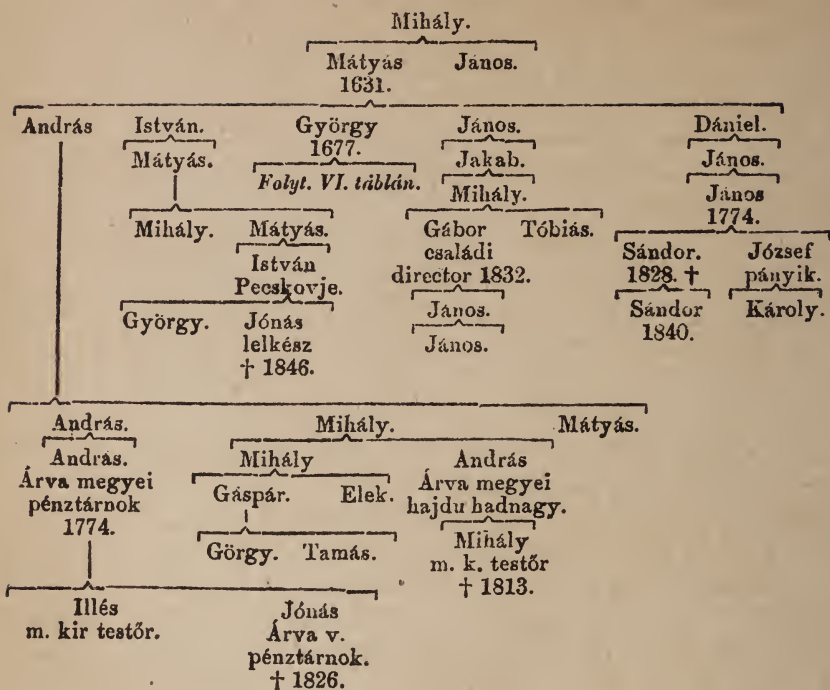 Mihály.
Mátyás János.
1631.
András István. György János. Dániel.
1677.
Mátyás. Jakab. János.
Folyt. VI. táblán.
Mihály. János
1774.
Mihály. Mátyás. Gábor Tóbiás.
családi
director 1832.
Sándor. József
1828. † pányik.
István
Pecskovje.
György. Jónás
lelkész
† 1846.
János.
János.
Sándor Károly.
1840.
András. Mihály. Mátyás.
András.
Árva megyei
pénztárnok
1774.
Mihály András
Árva megyei
hajdu hadnagy.
Gáspár. Elek.
Görgy. Tamás.
Mihály
m. k. testőr
† 1813.
Illés
m. kir testőr.
Jónás
Árva v.
pénztárnok.
† 1826.